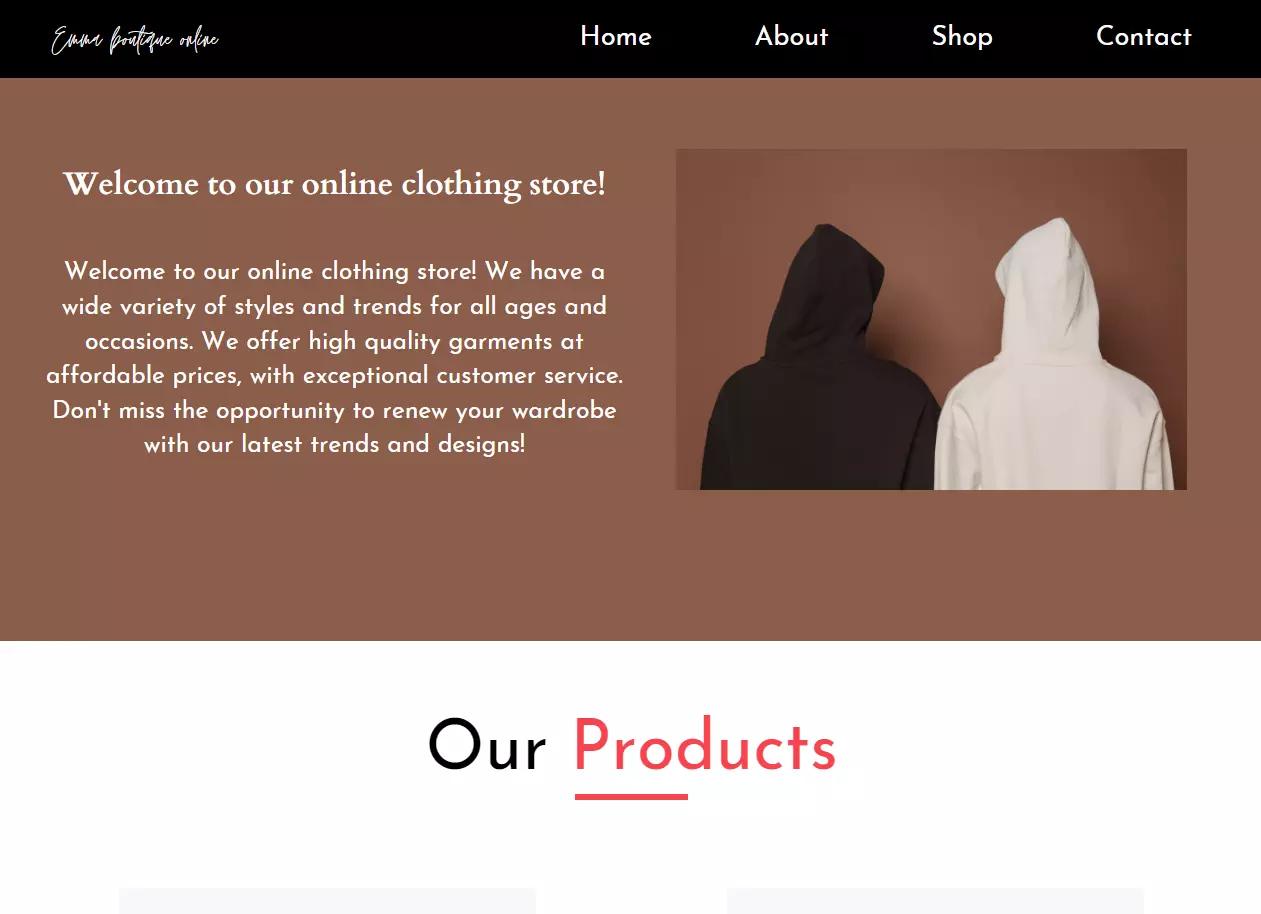 Emma boutique online
Home About Shop Contact
Welcome to our online clothing store!
Welcome to our online clothing store! We have a
wide variety of styles and trends for all ages and
occasions. We offer high quality garments at
affordable prices, with exceptional customer service.
Don't miss the opportunity to renew your wardrobe
with our latest trends and designs!
Our Products